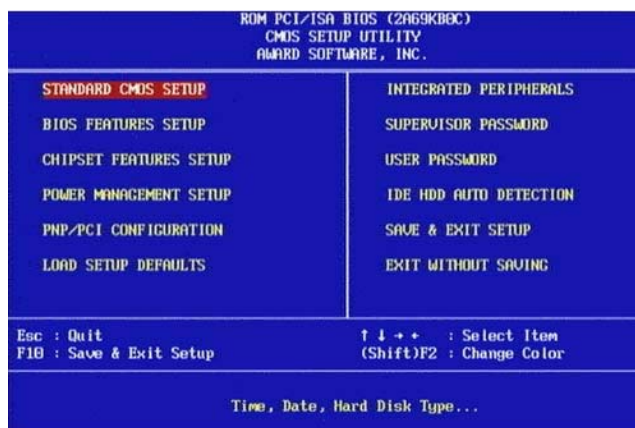 ROM PCI/ISA BIOS (2A69KB0C)
CMOS SETUP UTILITY
AWARD SOFTWARE, INC.
STANDARD CMOS SETUP
BIOS FEATURES SETUP
CHIPSET FEATURES SETUP
POWER MANAGEMENT SETUP
PNP/PCI CONFIGURATION
LOAD SETUP DEFAULTS
INTEGRATED PERIPHERALS
SUPERVISOR PASSWORD
USER PASSWORD
IDE HDD AUTO DETECTION
SAVE & EXIT SETUP
EXIT WITHOUT SAVING
Esc : Quit
F10 : Save & Exit Setup
↑ ↓ → ← : Select Item
(Shift)F2 : Change Color
Time, Date, Hard Disk Type...